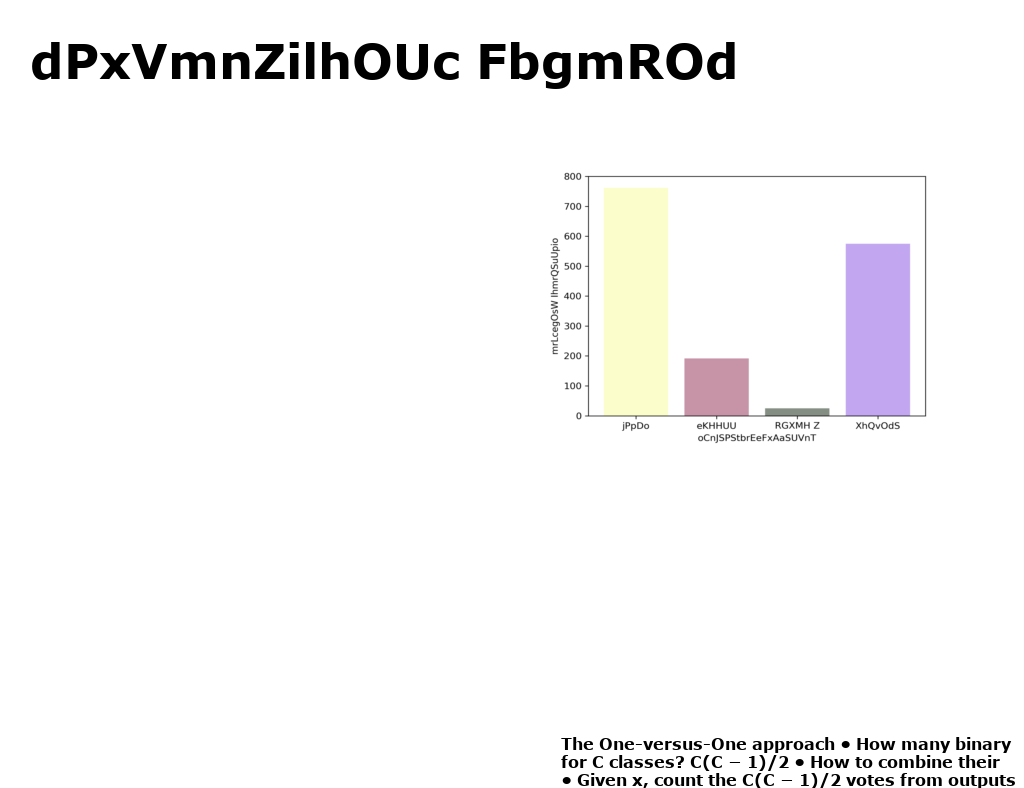 dPxVmnZilhOUc FbgmROd
800
700
600
500
400
300
200
100
0
mrLcegOsW IhmrQSuUpio
jPpDo eKHHUU RGXMH Z XhQvOdS
oCnJSPStbrEeFxAaSUVnT
The One-versus-One approach ● How many binary
for C classes? C(C − 1)/2 ● How to combine their
● Given x, count the C(C − 1)/2 votes from outputs